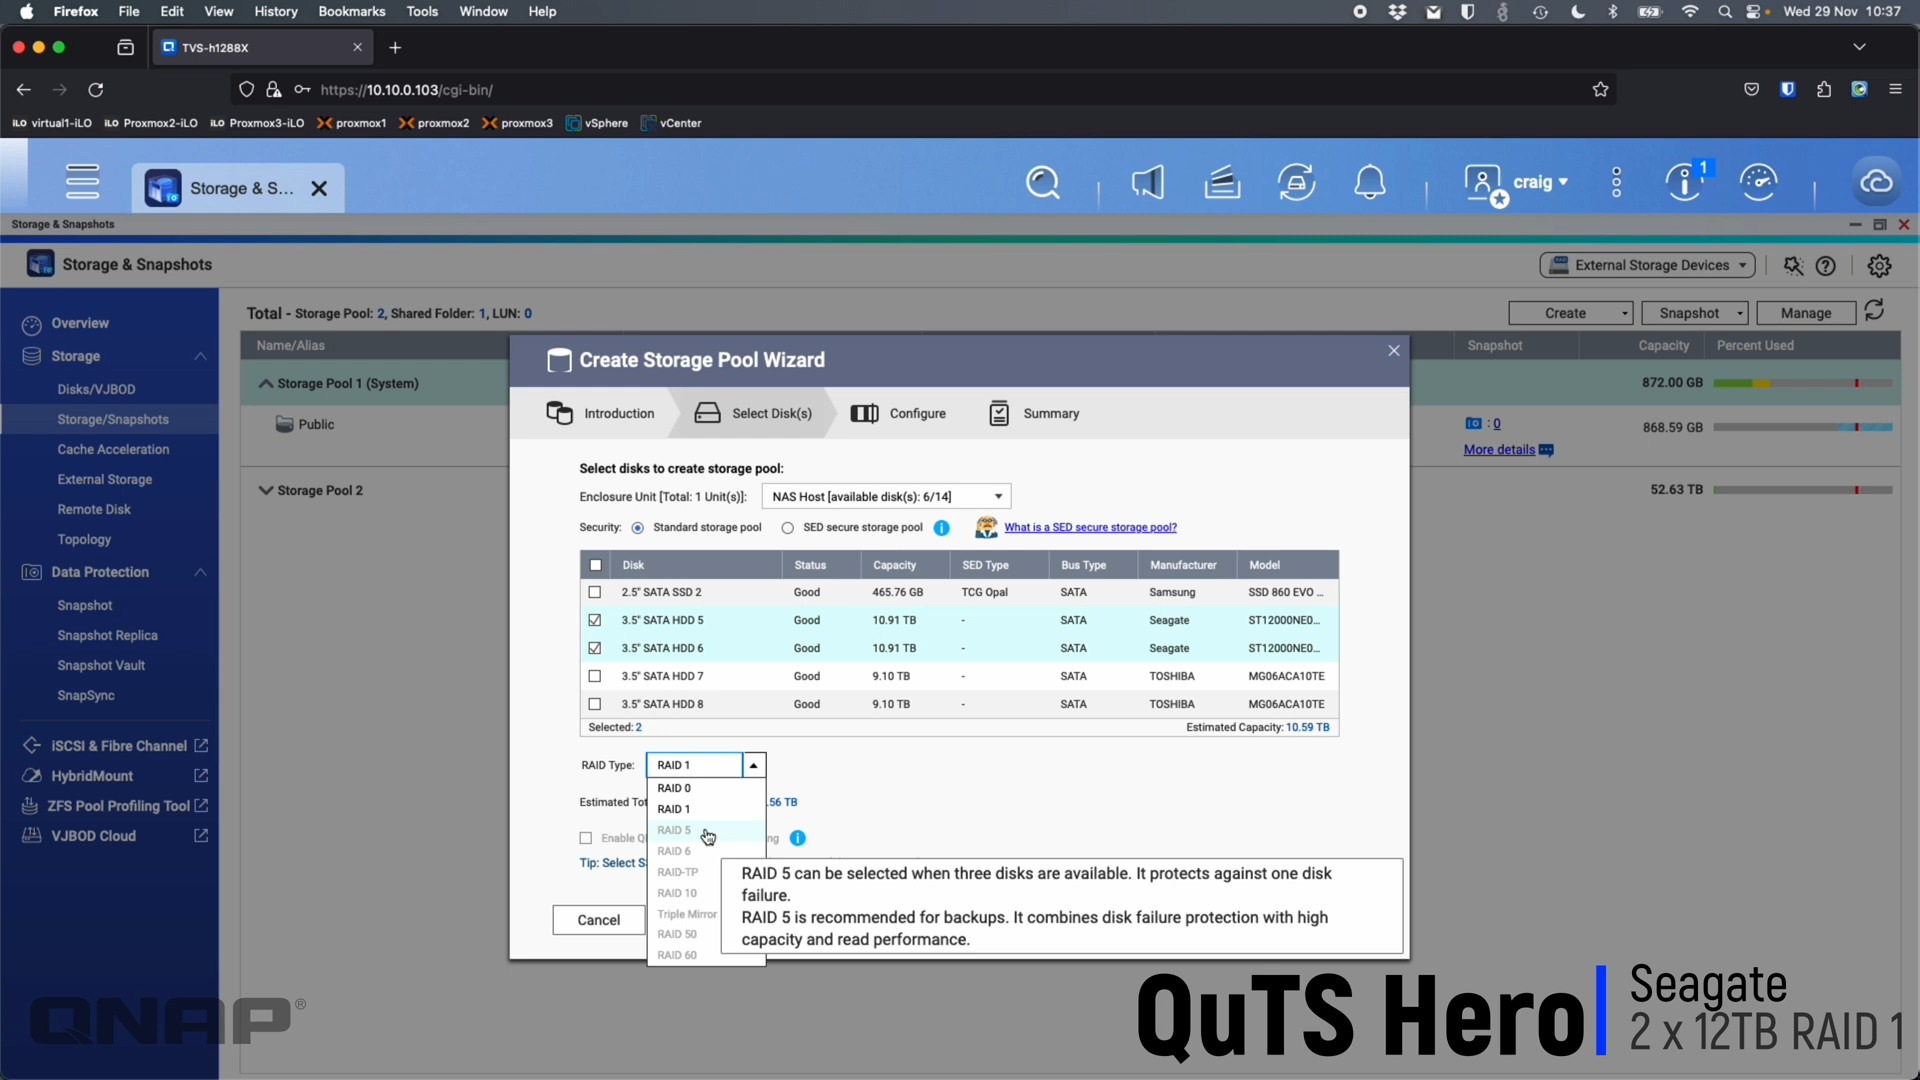 Firefox File Edit View History Bookmarks Tools Window Help Wed 29 Nov 10:37
TVS-h1288X
https://10.10.0.103/cgi-bin/
iLO virtual1-iLO iLO Proxmox2-iLO iLO Proxmox3-iLO proxmox1 proxmox2 proxmox3 vSphere vCenter
Storage & S... craig 1
Storage & Snapshots
Storage & Snapshots External Storage Devices
Overview
Storage
Disks/VJBOD
Storage/Snapshots
Cache Acceleration
External Storage
Remote Disk
Topology
Data Protection
Snapshot
Snapshot Replica
Snapshot Vault
SnapSync
iSCSI & Fibre Channel
HybridMount
ZFS Pool Profiling Tool
VJBOD Cloud
Total - Storage Pool: 2, Shared Folder: 1, LUN: 0
Create Snapshot Manage
Name/Alias Snapshot Capacity Percent Used
Storage Pool 1 (System) 872.00 GB
Public : 0 868.59 GB
More details
Storage Pool 2 52.63 TB
Create Storage Pool Wizard
Introduction Select Disk(s) Configure Summary
Select disks to create storage pool:
Enclosure Unit [Total: 1 Unit(s)]: NAS Host [available disk(s): 6/14]
Security: Standard storage pool SED secure storage pool What is a SED secure storage pool?
Disk Status Capacity SED Type Bus Type Manufacturer Model
2.5" SATA SSD 2 Good 465.76 GB TCG Opal SATA Samsung SSD 860 EVO ...
3.5" SATA HDD 5 Good 10.91 TB - SATA Seagate ST12000NE0...
3.5" SATA HDD 6 Good 10.91 TB - SATA Seagate ST12000NE0...
3.5" SATA HDD 7 Good 9.10 TB - SATA TOSHIBA MG06ACA10TE
3.5" SATA HDD 8 Good 9.10 TB - SATA TOSHIBA MG06ACA10TE
Selected: 2 Estimated Capacity: 10.59 TB
RAID Type: RAID 1
RAID 0
RAID 1
RAID 5
RAID 6
RAID-TP
RAID 10
Triple Mirror
RAID 50
RAID 60
Estimated Tot .56 TB
Enable Q ng
Tip: Select S
Cancel
RAID 5 can be selected when three disks are available. It protects against one disk
failure.
RAID 5 is recommended for backups. It combines disk failure protection with high
capacity and read performance.
QNAP®
QuTS Hero
Seagate
2 x 12TB RAID 1